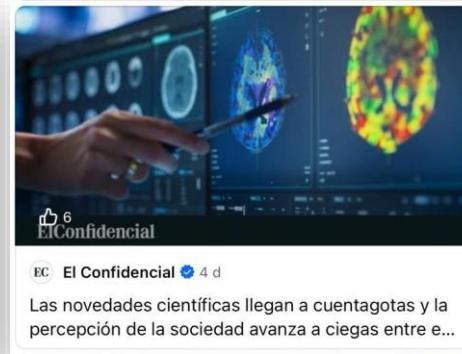 6
ElConfidencial
EC El Confidencial 4 d
Las novedades científicas llegan a cuentagotas y la
percepción de la sociedad avanza a ciegas entre e...